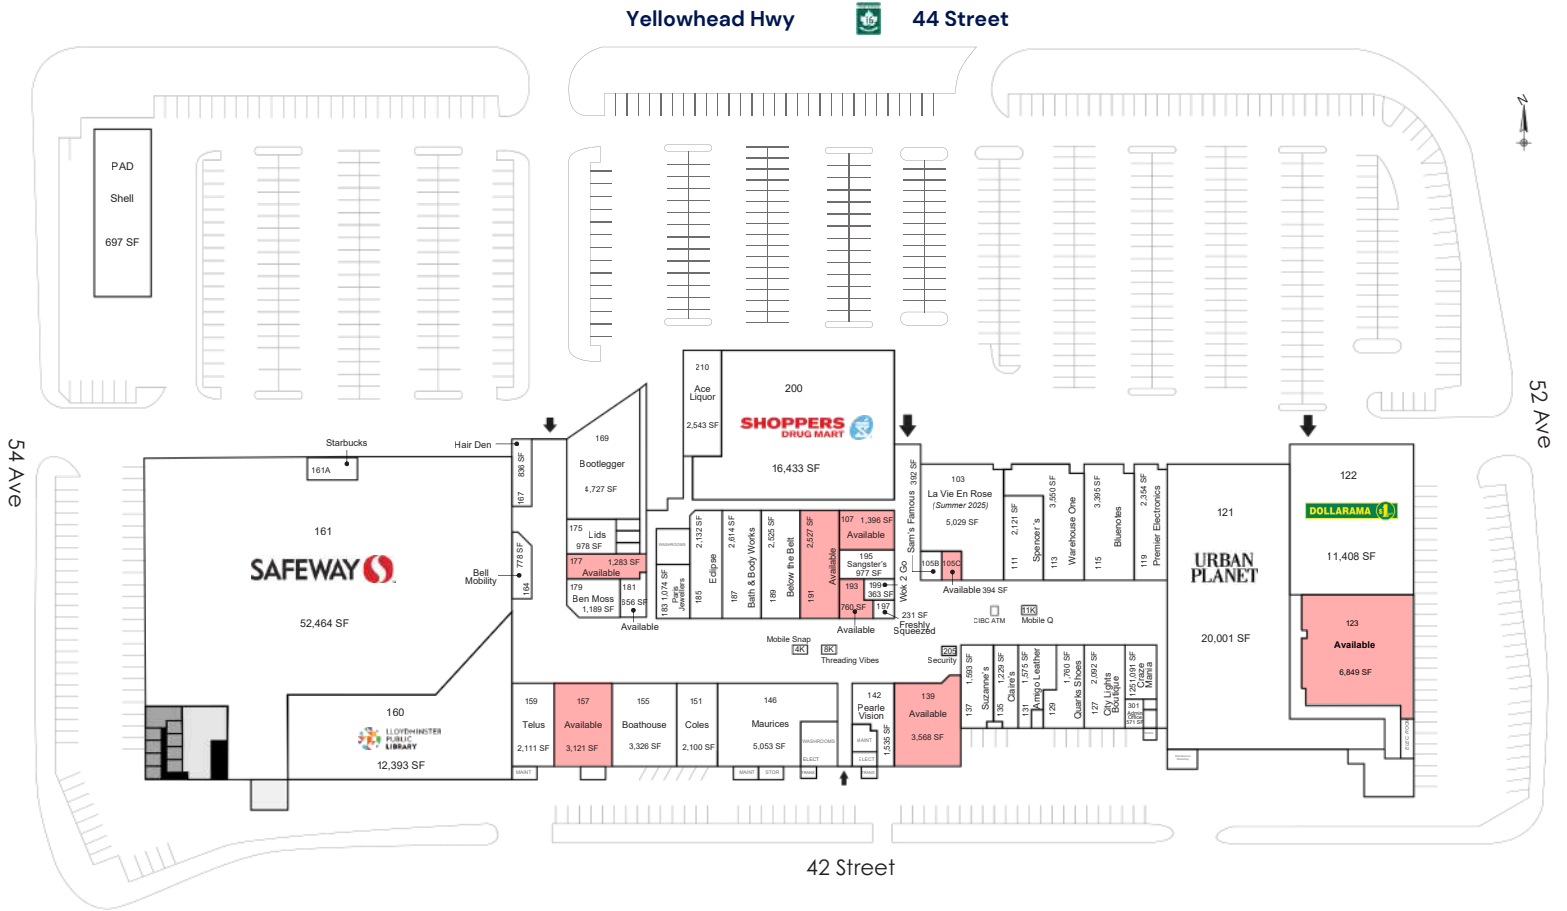 Yellowhead Hwy
16
44 Street
N
PAD
Shell
697 SF
54 Ave
52 Ave
Starbucks
161A
161
SAFEWAY
52,464 SF
Hair Den
836 SF
167
Bell
Mobility
778 SF
164
160
LLOYDMINSTER
PUBLIC
LIBRARY
12,393 SF
169
Bootlegger
4,727 SF
175
Lids
978 SF
177
1,283 SF
Available
179
Ben Moss
1,189 SF
181
656 SF
Available
210
Ace
Liquor
2,543 SF
200
SHOPPERS
DRUG MART
16,433 SF
WASHROOMS
183 1,074 SF
Paris
Jewellers
185
Eclipse
2,132 SF
187
Bath & Body Works
2,614 SF
189
Below the Belt
2,525 SF
191
Available
2,527 SF
107 1,396 SF
Available
195
Sangster's
977 SF
193
760 SF
Available
199
363 SF
197
231 SF
Freshly
Squeezed
Wok 2 Go
Sam's Famous
392 SF
103
La Vie En Rose
(Summer 2025)
5,029 SF
105B
105C
Available 394 SF
111
Spencer's
2,121 SF
113
Warehouse One
3,550 SF
115
Bluenotes
3,395 SF
119
Premier Electronics
2,354 SF
121
URBAN
PLANET
20,001 SF
122
DOLLARAMA $1
11,408 SF
123
Available
6,849 SF
CIBC ATM
11K
Mobile Q
Mobile Snap
4K
8K
Threading Vibes
205
Security
159
Telus
2,111 SF
MAINT
157
Available
3,121 SF
155
Boathouse
3,326 SF
151
Coles
2,100 SF
146
Maurices
5,053 SF
MAINT
STOR
WASHROOMS
ELECT
142
Pearle
Vision
1,535 SF
MAINT
ELECT
139
Available
3,568 SF
137
1,593 SF
Suzanne's
135
1,229 SF
Claire's
131
1,575 SF
Amigo Leather
129
1,760 SF
Quarks Shoes
127
2,092 SF
City Lights
Boutique
125 1,091 SF
Craze
Mania
301
Admin
Office
571 SF
42 Street